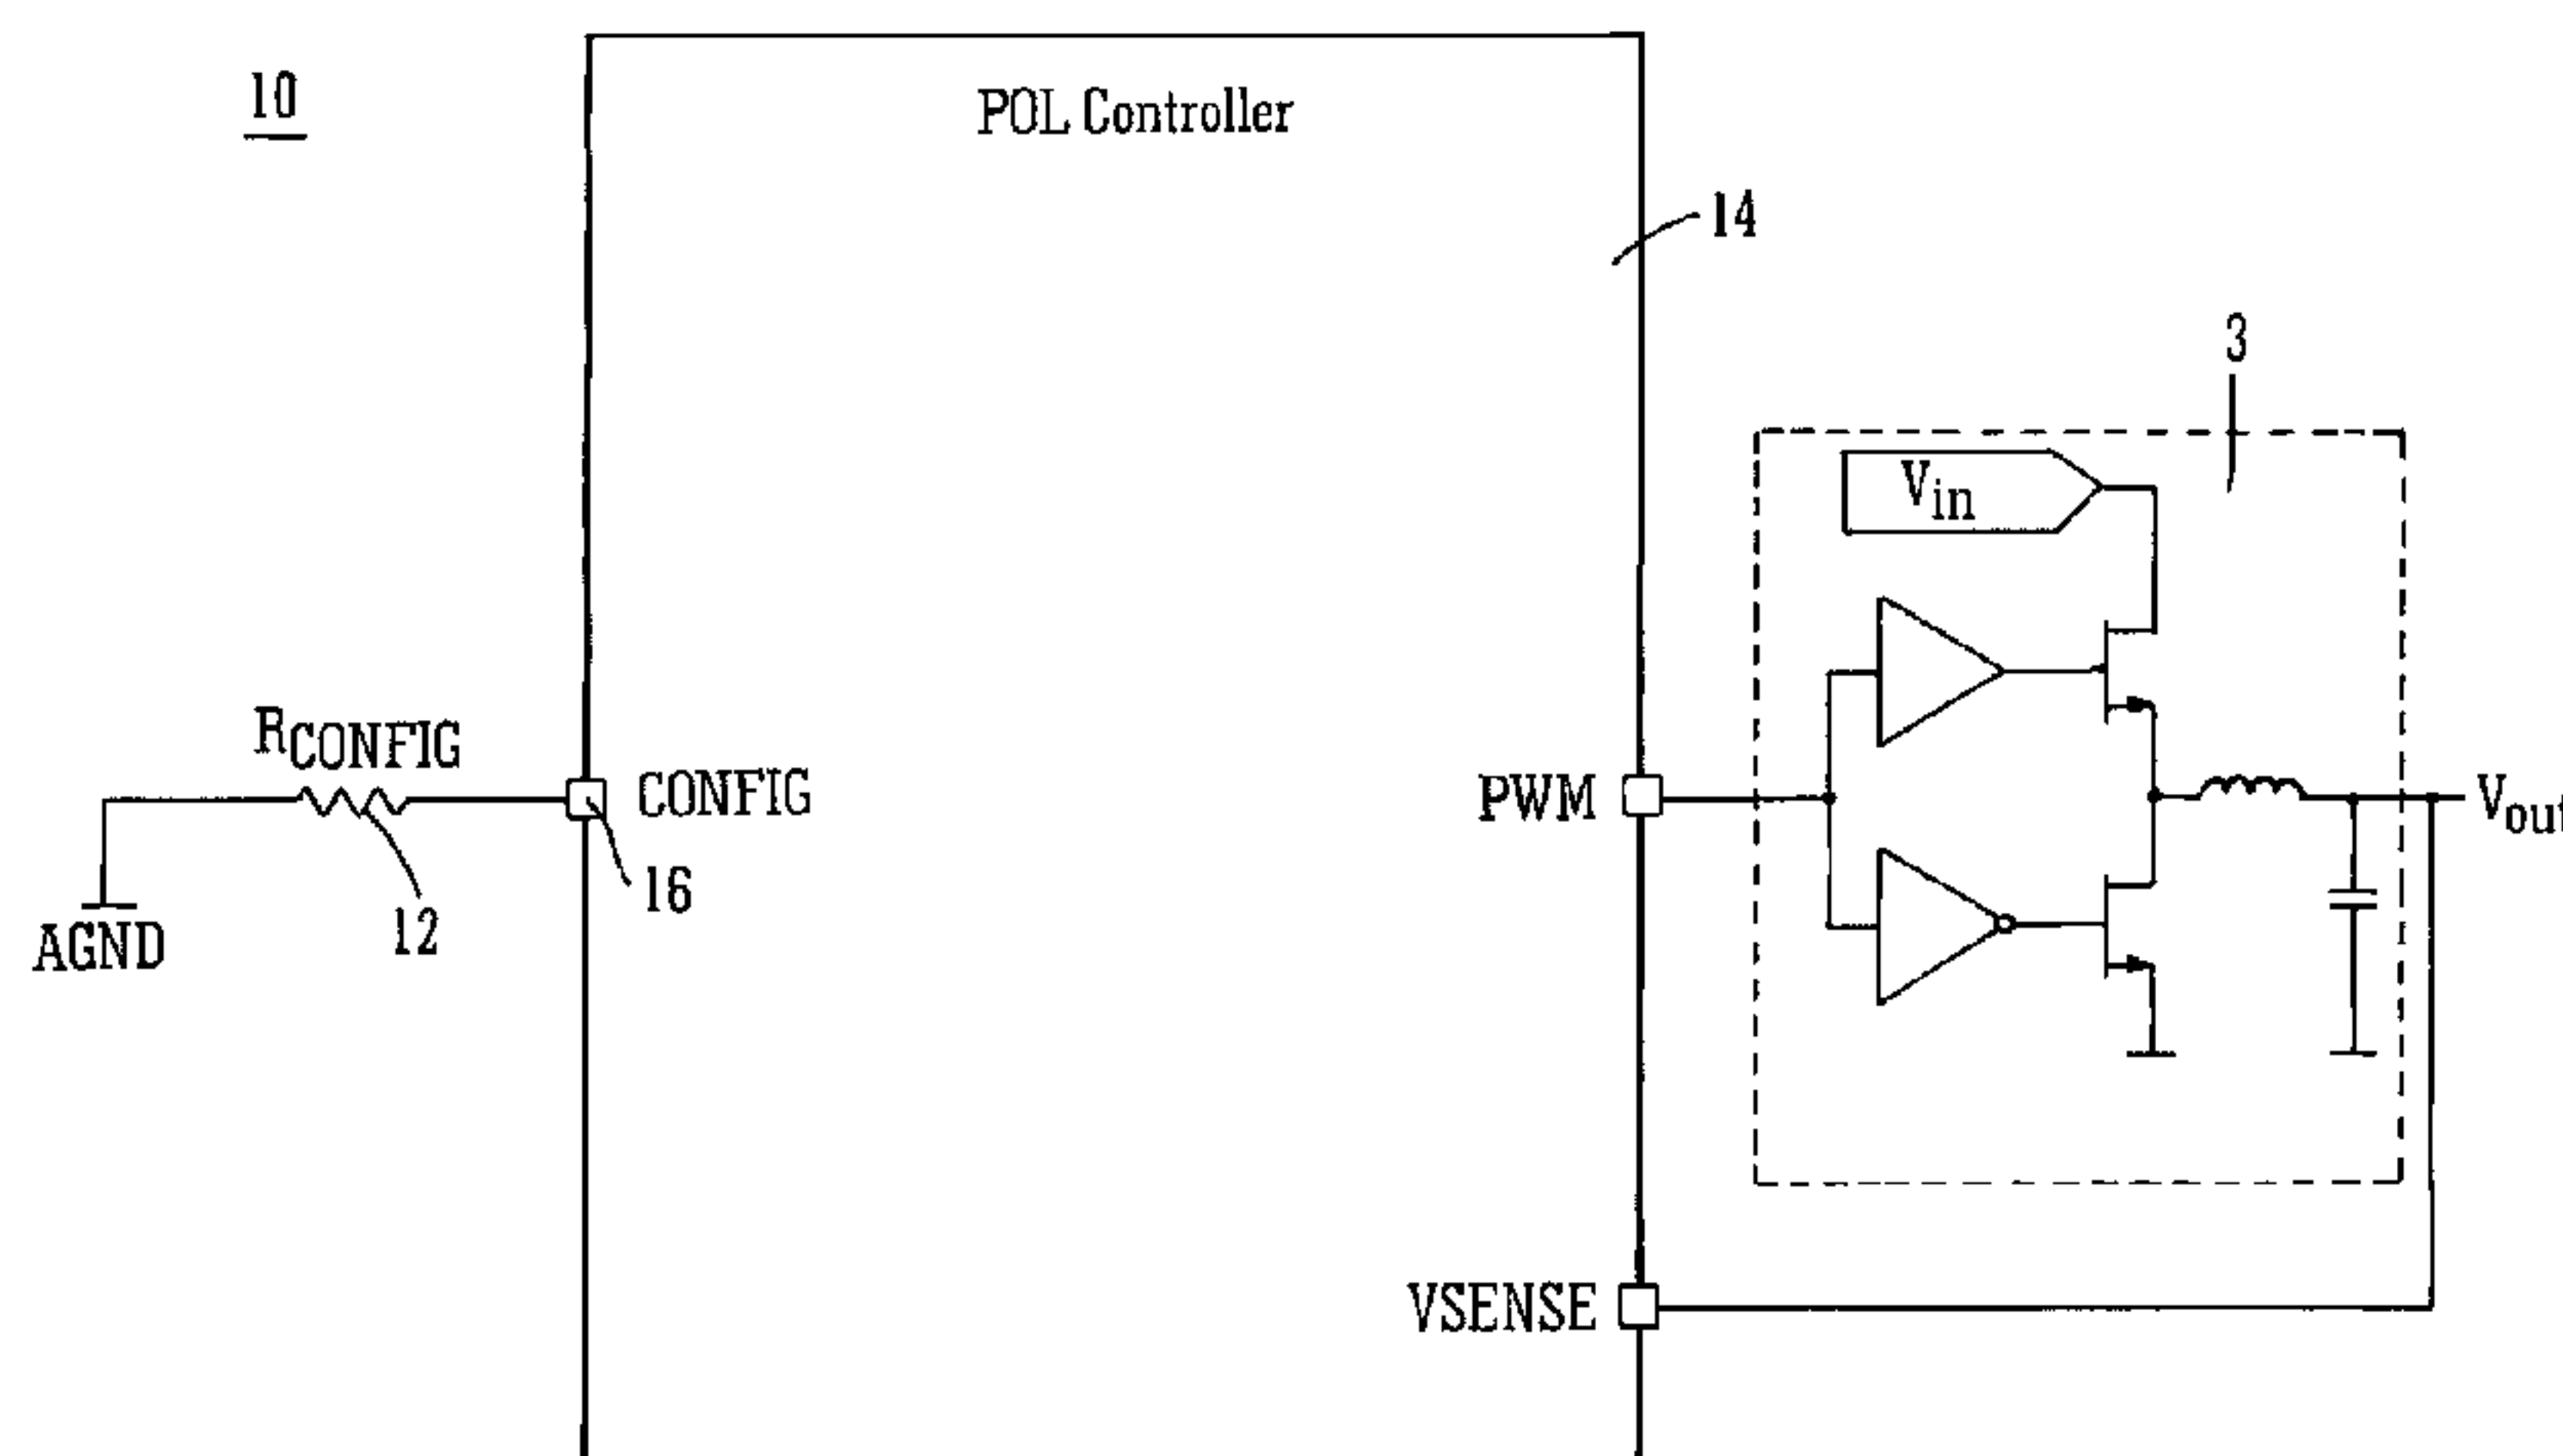 10
POL Controller
14
3
Vin
RCONFIG
CONFIG
PWM
Vout
16
12
AGND
VSENSE